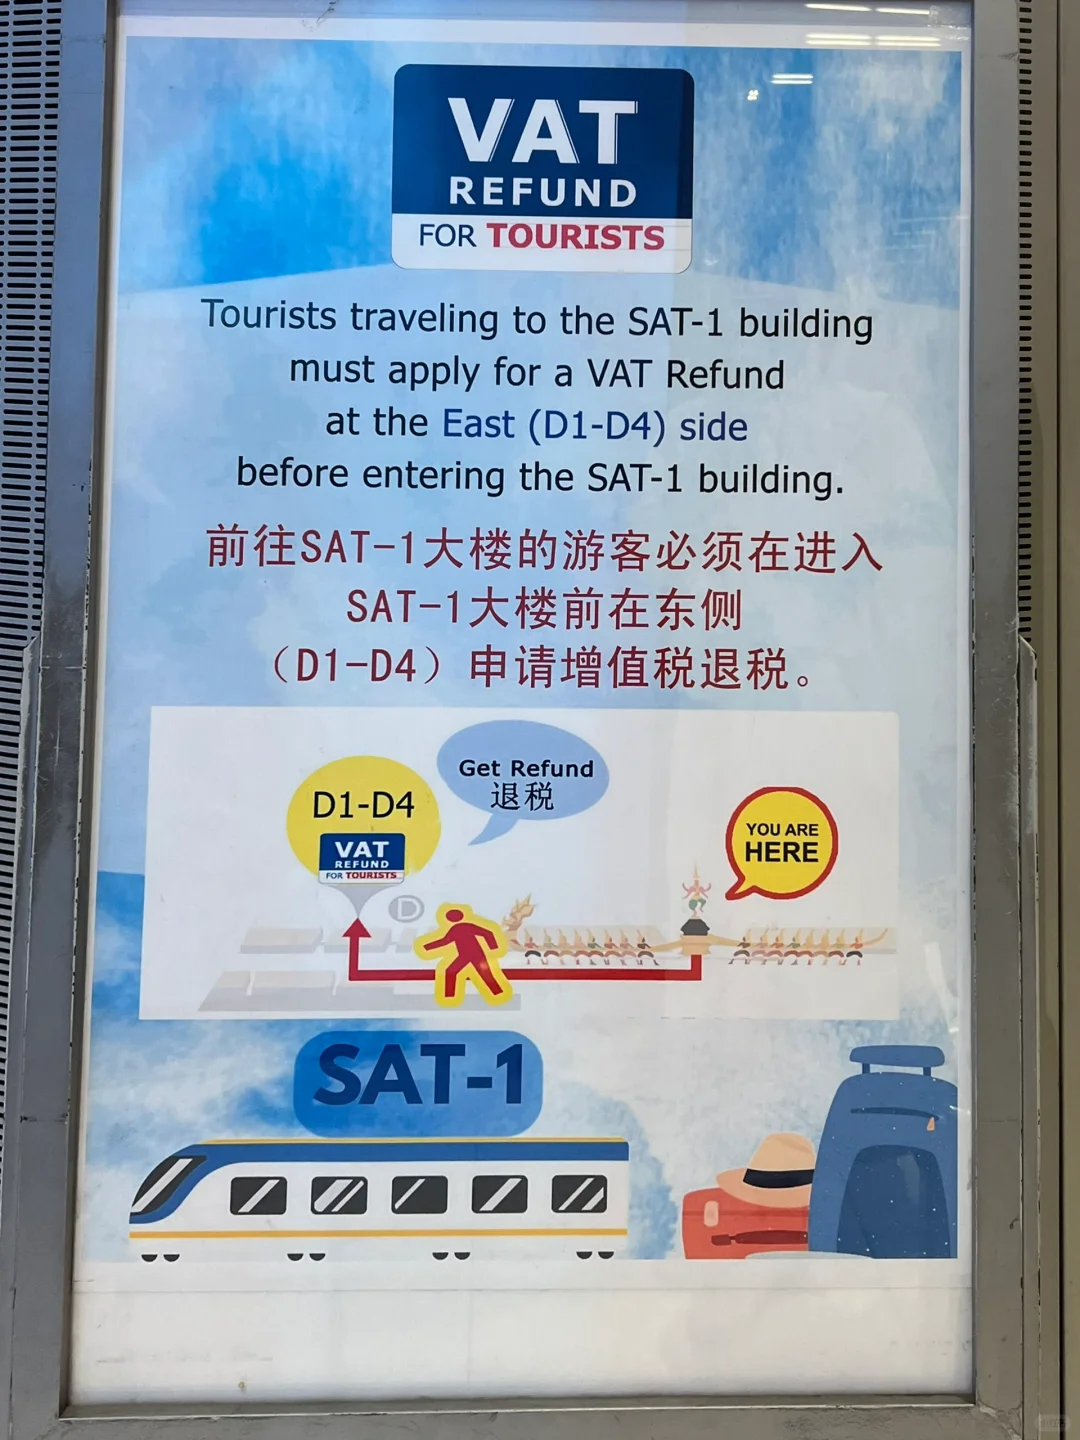 VAT
REFUND
FOR TOURISTS
Tourists traveling to the SAT-1 building
must apply for a VAT Refund
at the East (D1-D4) side
before entering the SAT-1 building.
前往SAT-1大楼的游客必须在进入
SAT-1大楼前在东侧
（D1-D4）申请增值税退税。
Get Refund
退税
D1-D4
VAT
REFUND
FOR TOURISTS
YOU ARE
HERE
D
SAT-1